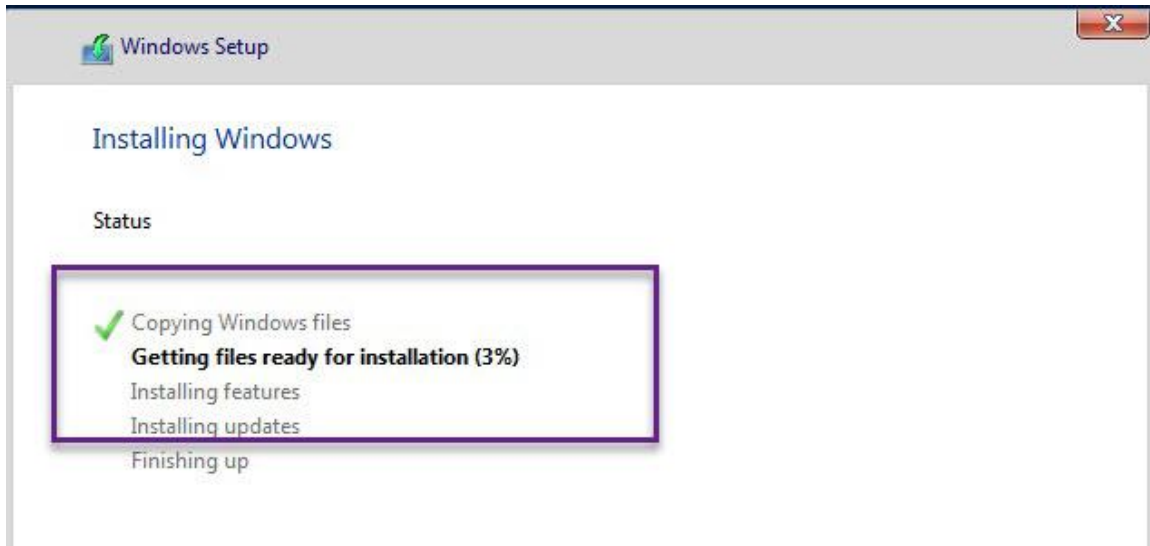 Windows Setup
Installing Windows
Status
Copying Windows files
Getting files ready for installation (3%)
Installing features
Installing updates
Finishing up